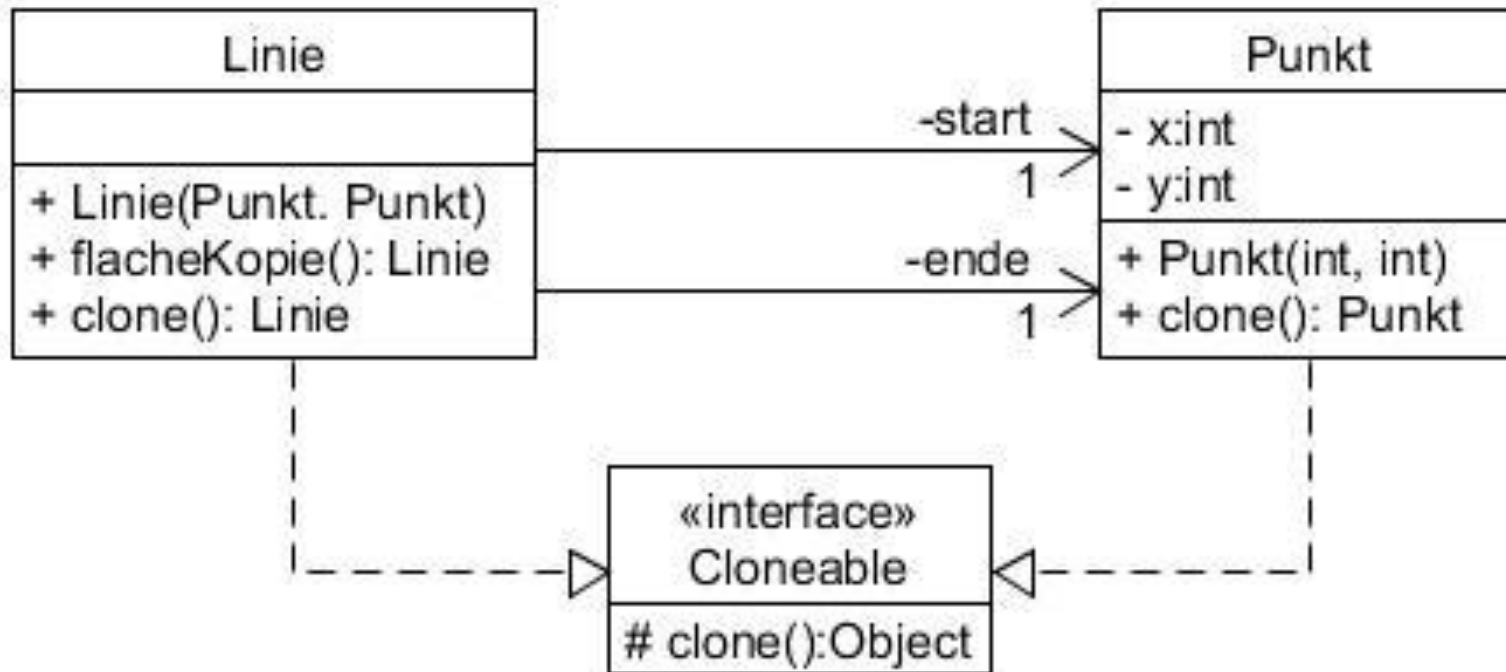 Linie
+ Linie(Punkt. Punkt)
+ flacheKopie(): Linie
+ clone(): Linie
-start
1
-ende
1
Punkt
- x:int
- y:int
+ Punkt(int, int)
+ clone(): Punkt
«interface»
Cloneable
# clone():Object